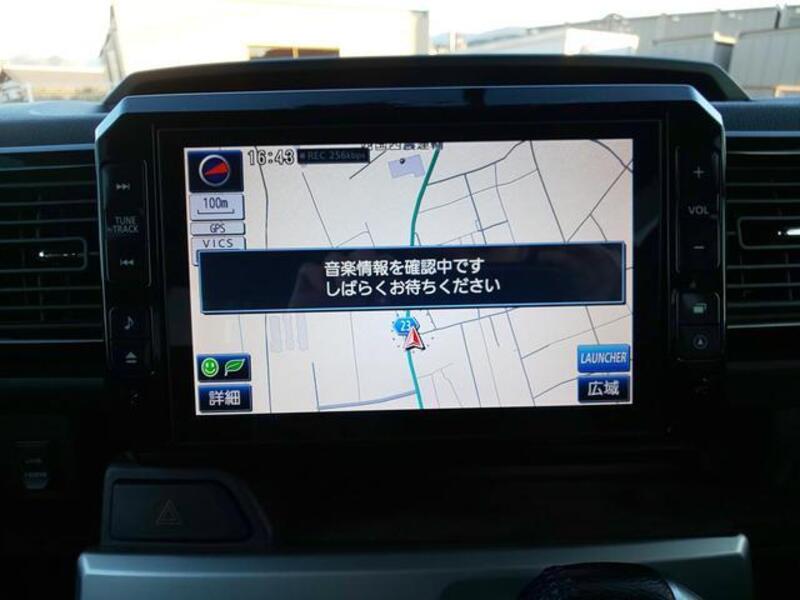 16:43
REC 256kbps
100m
GPS
VICS
音楽情報を確認中です
しばらくお待ちください
23
LAUNCHER
詳細
広域
TUNE
TRACK
VOL